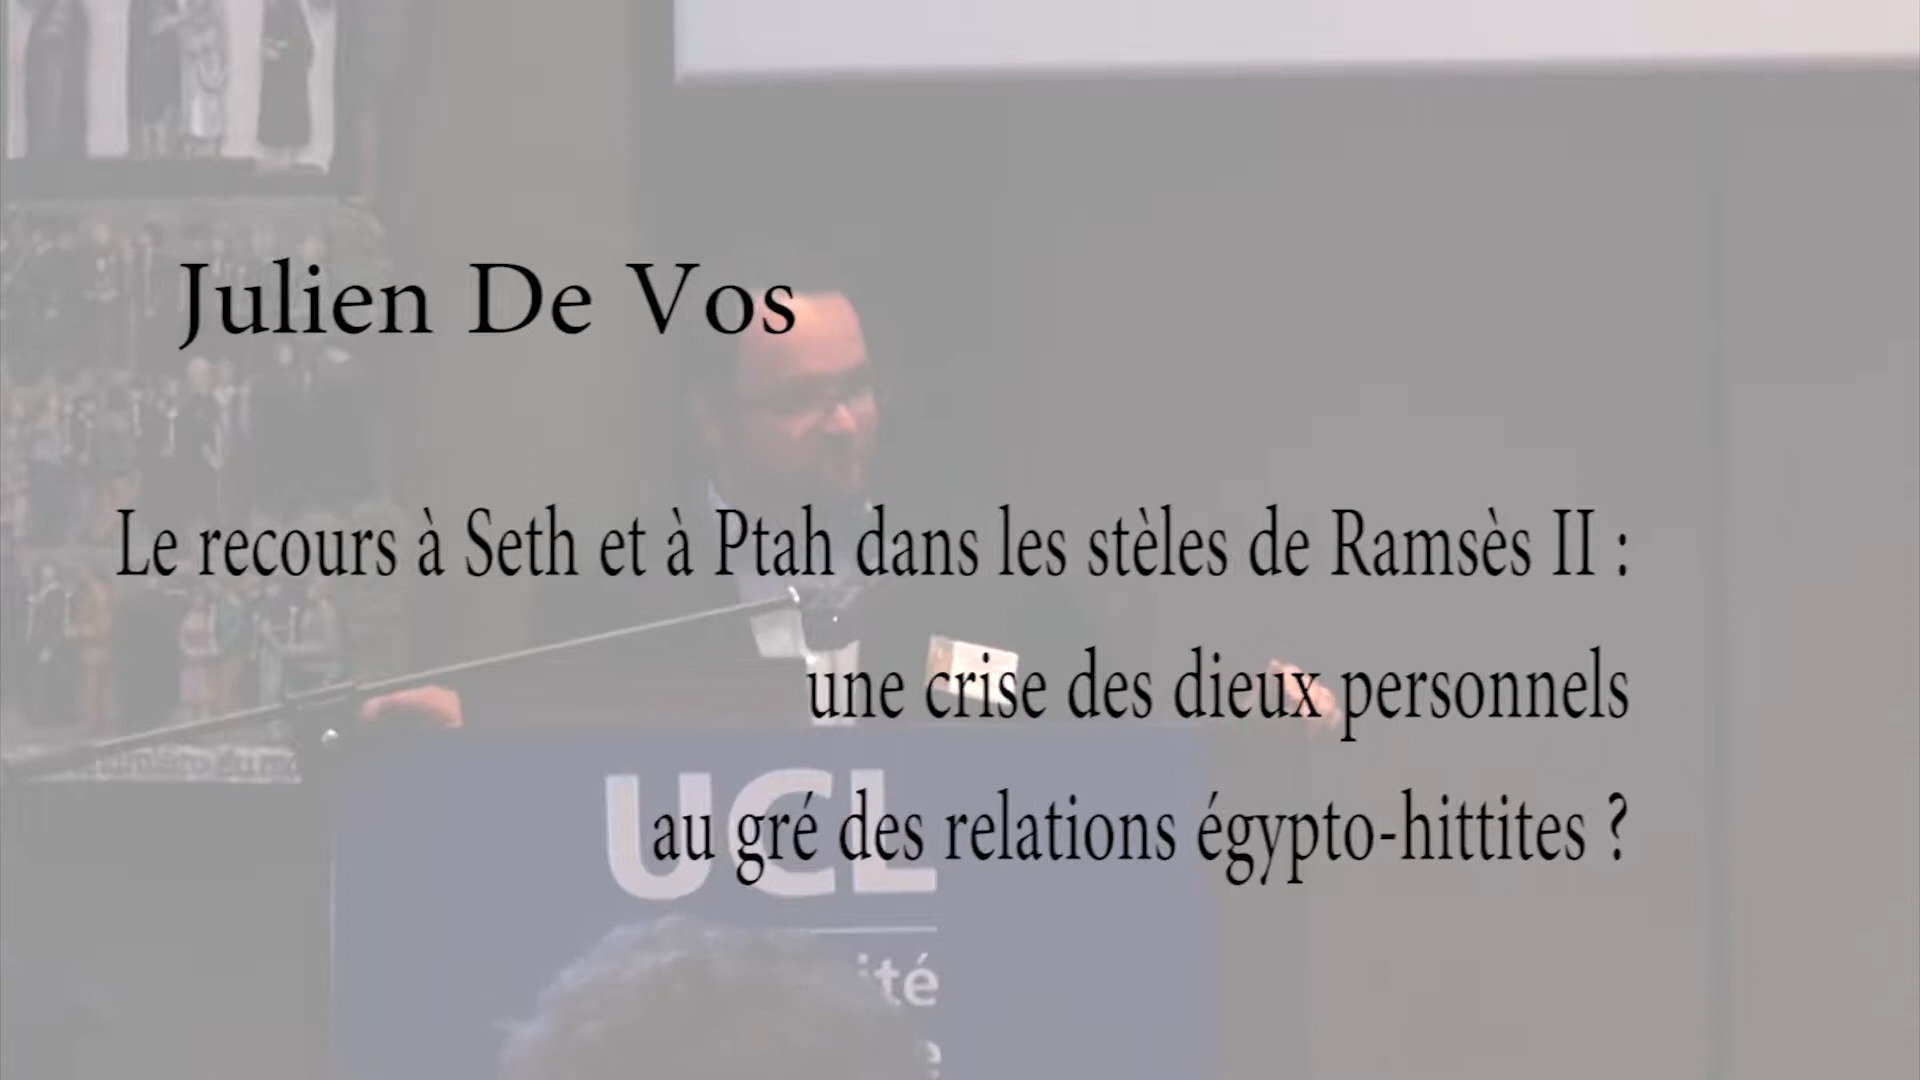 Julien De Vos
Le recours à Seth et à Ptah dans les stèles de Ramsès II :
une crise des dieux personnels
au gré des relations égypto-hittites ?
UCL